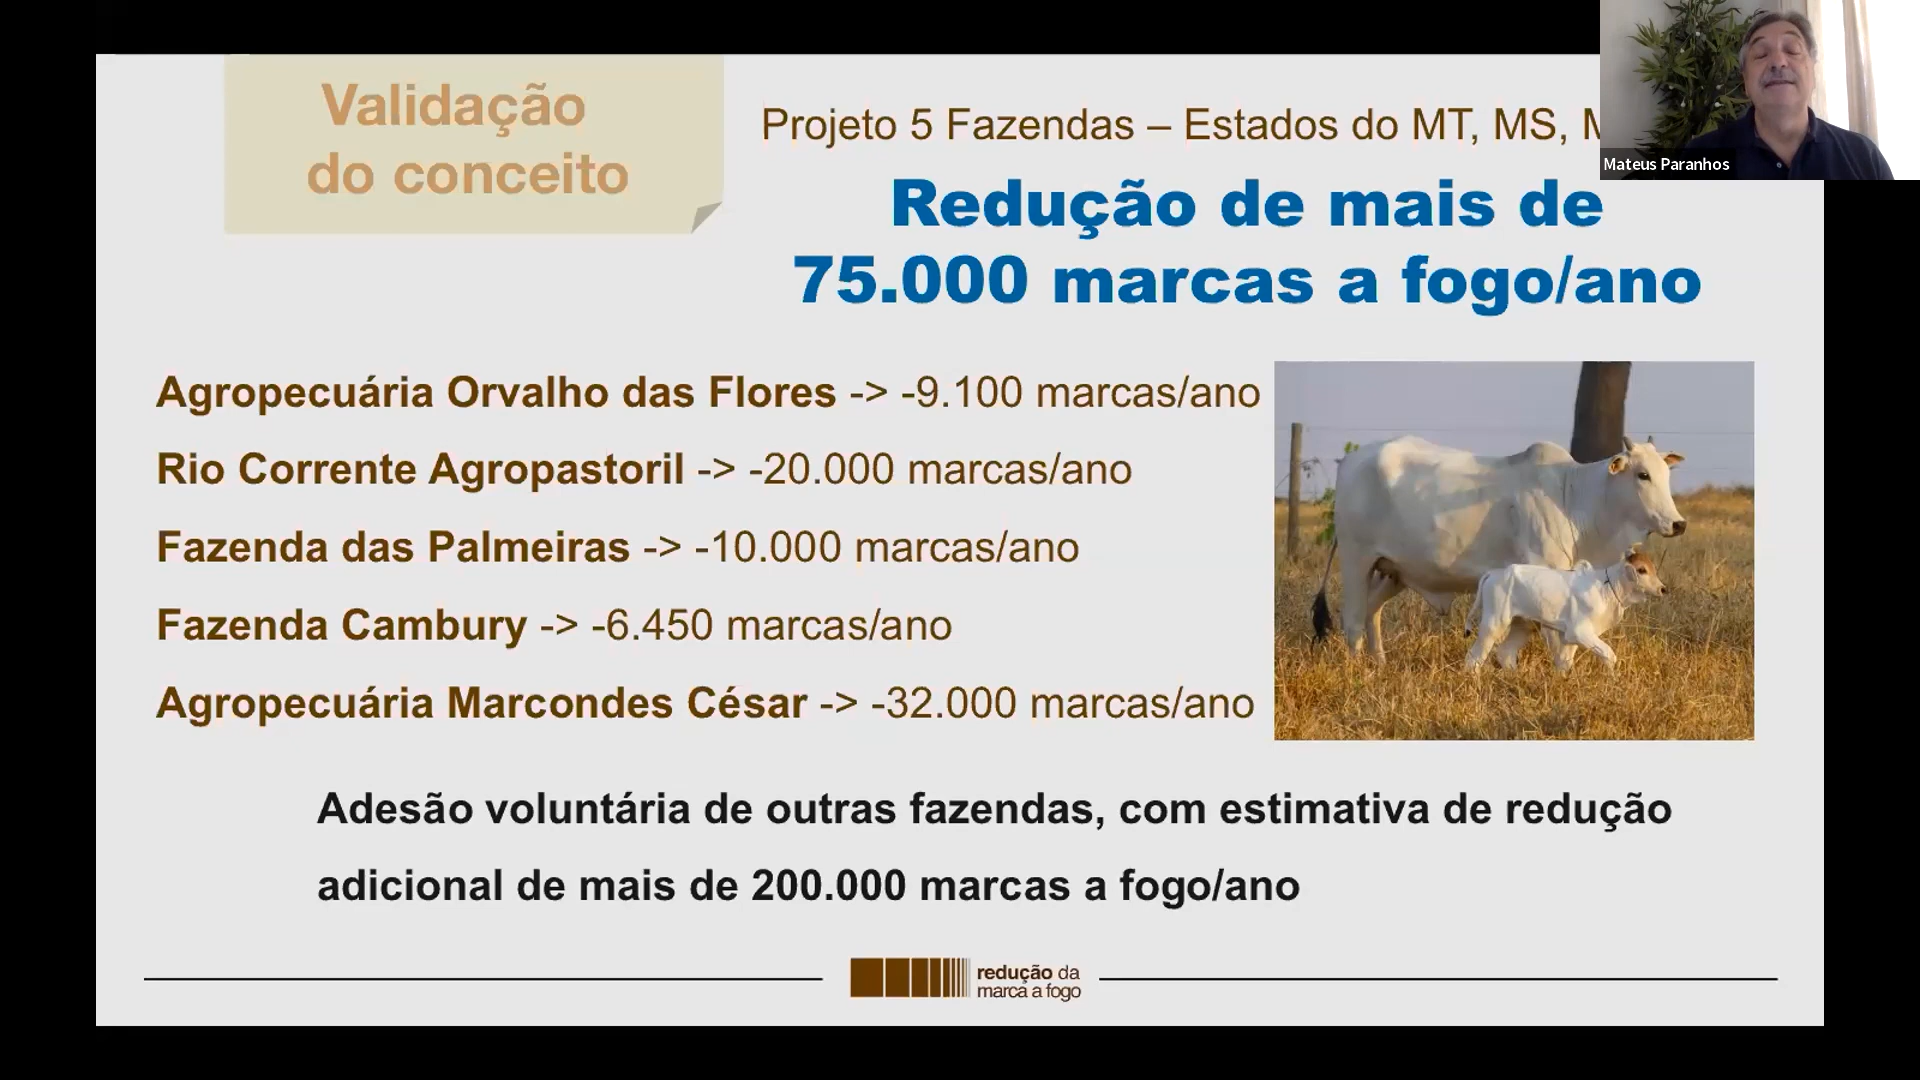 Validação
do conceito
Projeto 5 Fazendas – Estados do MT, MS,
Mateus Paranhos
Redução de mais de
75.000 marcas a fogo/ano
Agropecuária Orvalho das Flores -> -9.100 marcas/ano
Rio Corrente Agropastoril -> -20.000 marcas/ano
Fazenda das Palmeiras -> -10.000 marcas/ano
Fazenda Cambury -> -6.450 marcas/ano
Agropecuária Marcondes César -> -32.000 marcas/ano
Adesão voluntária de outras fazendas, com estimativa de redução
adicional de mais de 200.000 marcas a fogo/ano
redução da
marca a fogo